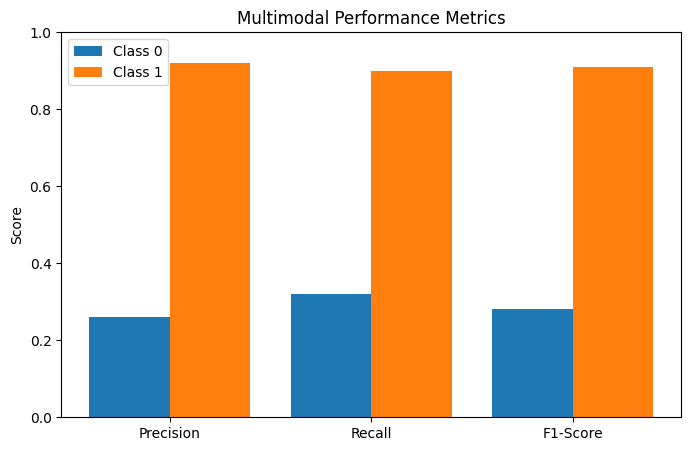 Multimodal Performance Metrics
Class 0
Class 1
Score
1.0
0.8
0.6
0.4
0.2
0.0
Precision
Recall
F1-Score